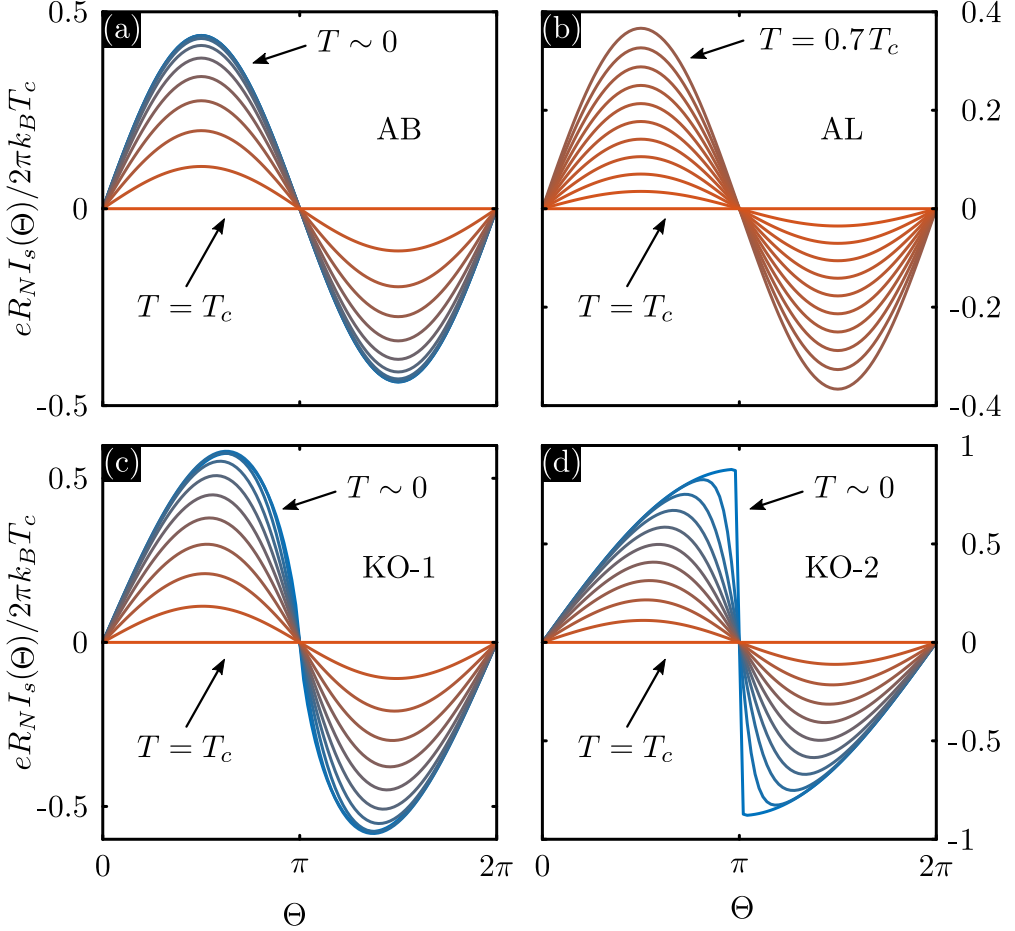 (a)
0.5
T ∼ 0
AB
0
T = T_c
-0.5
eR_N I_s(Θ)/2πk_B T_c
(b)
0.4
T = 0.7 T_c
0.2
AL
0
T = T_c
-0.2
-0.4
(c)
0.5
T ∼ 0
KO-1
0
T = T_c
-0.5
eR_N I_s(Θ)/2πk_B T_c
0
π
2π
Θ
(d)
1
T ∼ 0
0.5
KO-2
0
T = T_c
-0.5
-1
0
π
2π
Θ